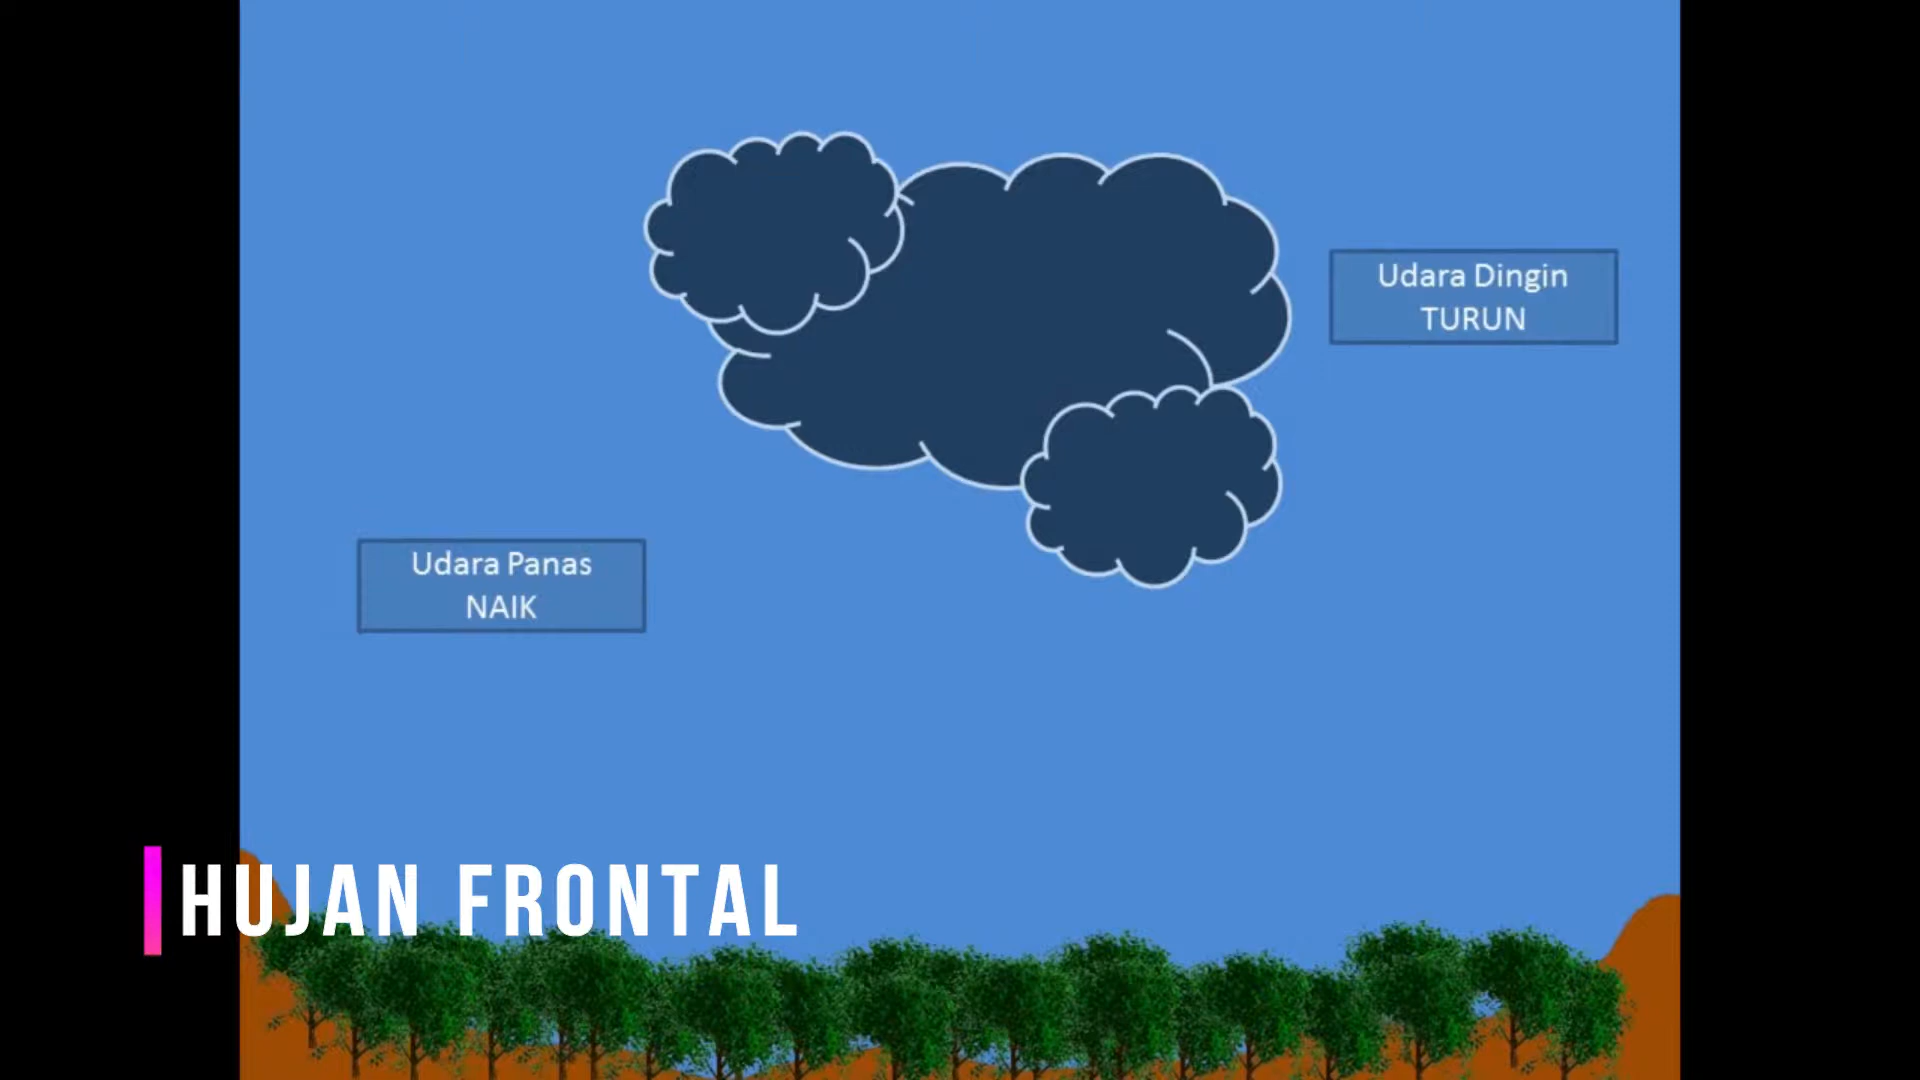 Udara Dingin
TURUN
Udara Panas
NAIK
HUJAN FRONTAL